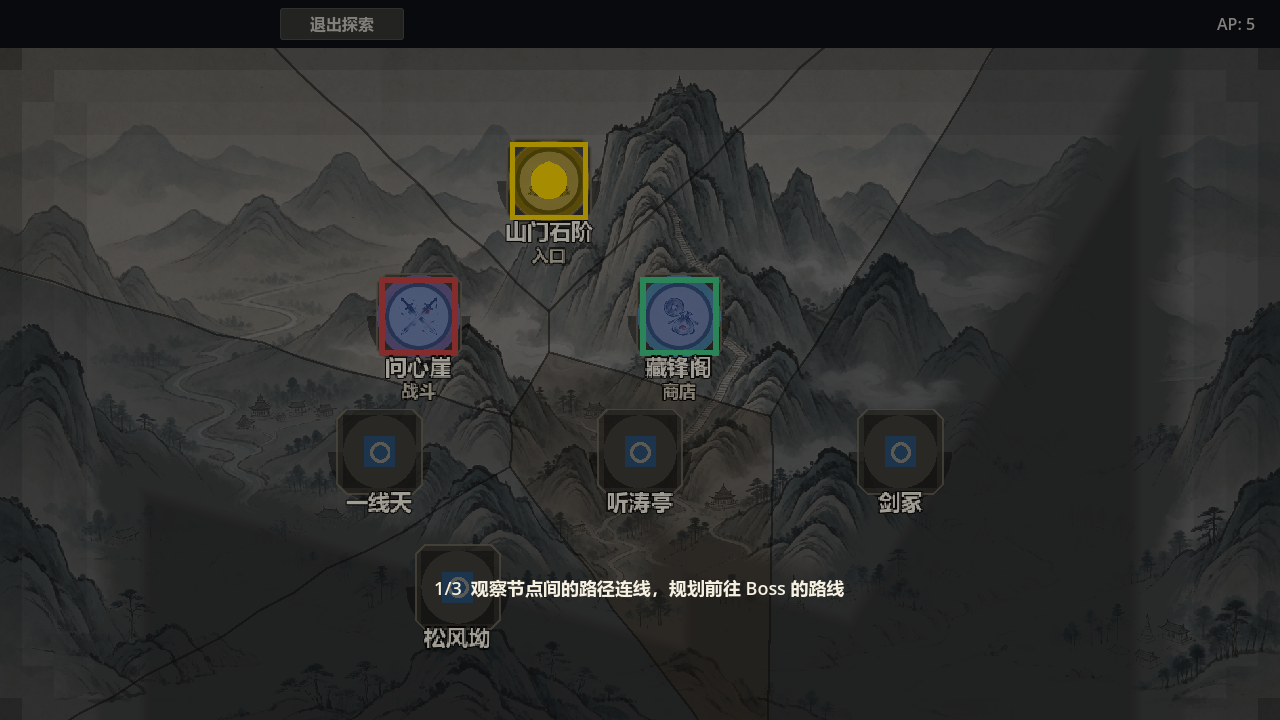 退出探索
AP: 5
山门石阶
入口
问心崖
战斗
藏锋阁
商店
一线天
听涛亭
剑冢
1/3 观察节点间的路径连线，规划前往 Boss 的路线
松风坳